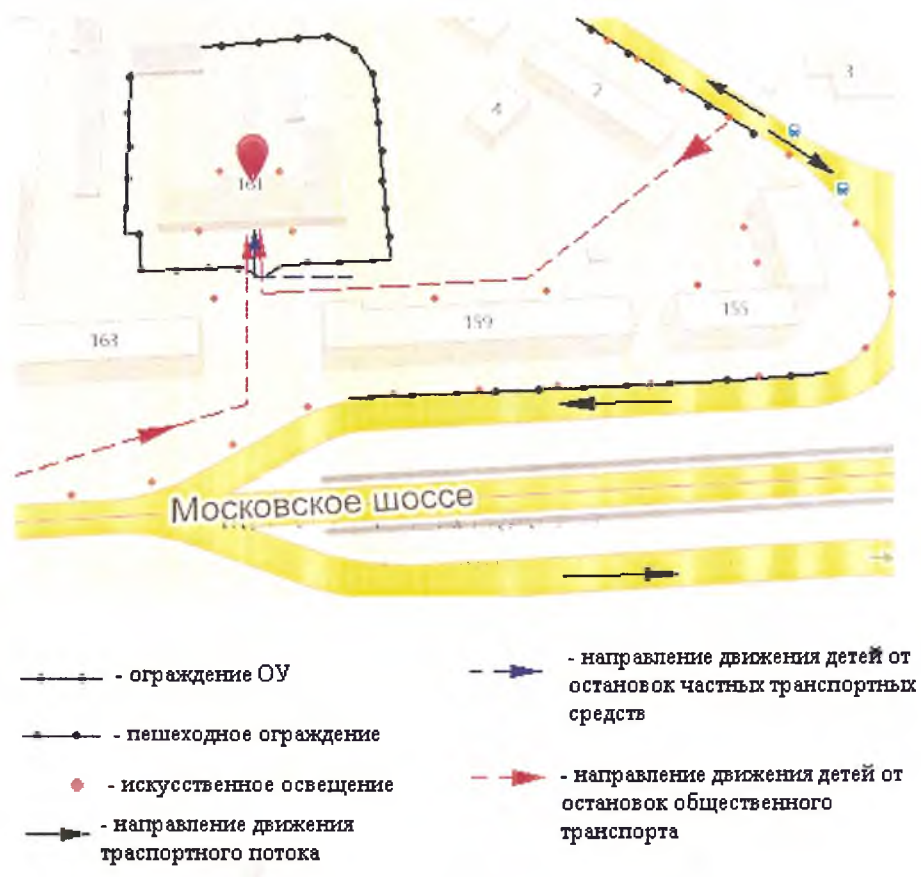 3
2
4
161
159
155
163
Московское шоссе
- ограждение ОУ
- пешеходное ограждение
- искусственное освещение
- направление движения
траспортного потока
- направление движения детей от
остановок частных транспортных
средств
- направление движения детей от
остановок общественного
транспорта